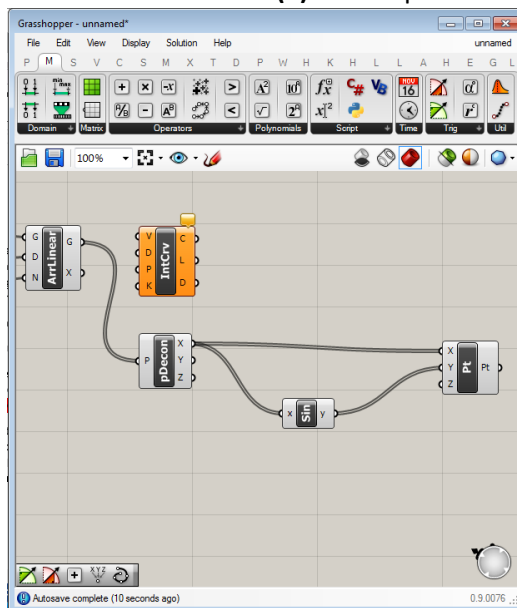 Grasshopper - unnamed*
File Edit View Display Solution Help unnamed
P M S V C S M X T D P W H K H L L A H E G L
Domain Matrix Operators Polynomials Script Time Trig Util
100%
G D N ArrLinear G X
V D P K IntCrv C L D
P pDecon X Y Z
x Sin y
X Y Z Pt Pt
XYZ
Autosave complete (10 seconds ago) 0.9.0076